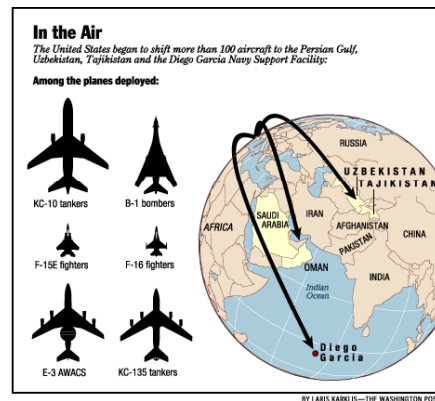 In the Air
The United States began to shift more than 100 aircraft to the Persian Gulf,
Uzbekistan, Tajikistan and the Diego Garcia Navy Support Facility:
Among the planes deployed:
KC-10 tankers
B-1 bombers
F-15E fighters
F-16 fighters
E-3 AWACS
KC-135 tankers
RUSSIA
UZBEKISTAN
TAJIKISTAN
AFRICA
SAUDI
ARABIA
IRAN
AFGHANISTAN
PAKISTAN
CHINA
OMAN
INDIA
Indian
Ocean
Diego
Garcia
BY LARIS KARKLIS—THE WASHINGTON POS